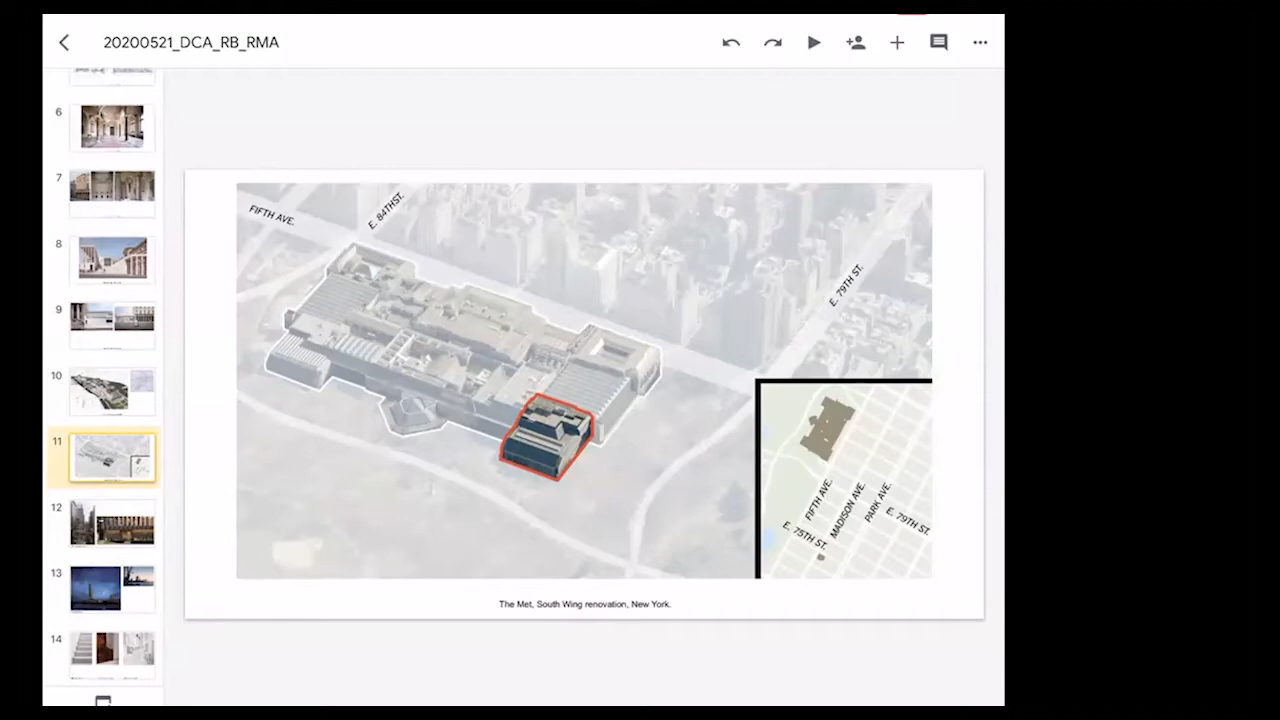 20200521_DCA_RB_RMA
6
7
8
9
10
11
12
13
14
FIFTH AVE.
E. 84THST.
E. 79TH ST.
FIFTH AVE.
MADISON AVE.
PARK AVE.
E. 79TH ST.
E. 75TH ST.
The Met, South Wing renovation, New York.